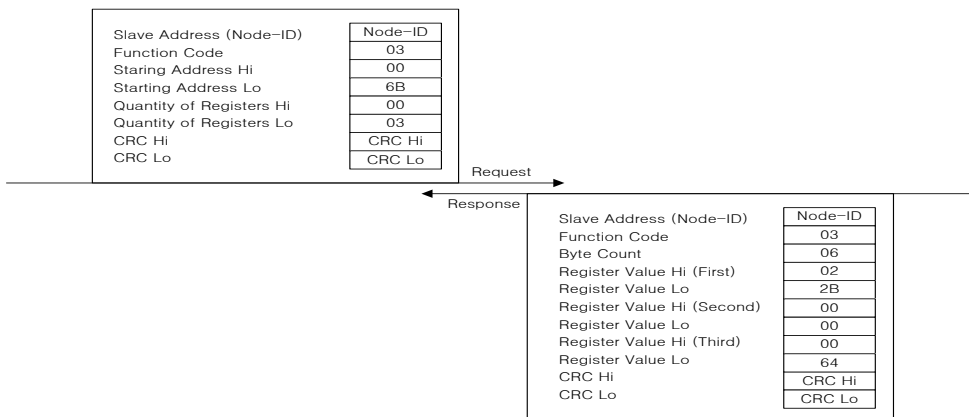 Slave Address (Node-ID) Node-ID
Function Code 03
Staring Address Hi 00
Starting Address Lo 6B
Quantity of Registers Hi 00
Quantity of Registers Lo 03
CRC Hi CRC Hi
CRC Lo CRC Lo
Request
Response
Slave Address (Node-ID) Node-ID
Function Code 03
Byte Count 06
Register Value Hi (First) 02
Register Value Lo 2B
Register Value Hi (Second) 00
Register Value Lo 00
Register Value Hi (Third) 00
Register Value Lo 64
CRC Hi CRC Hi
CRC Lo CRC Lo